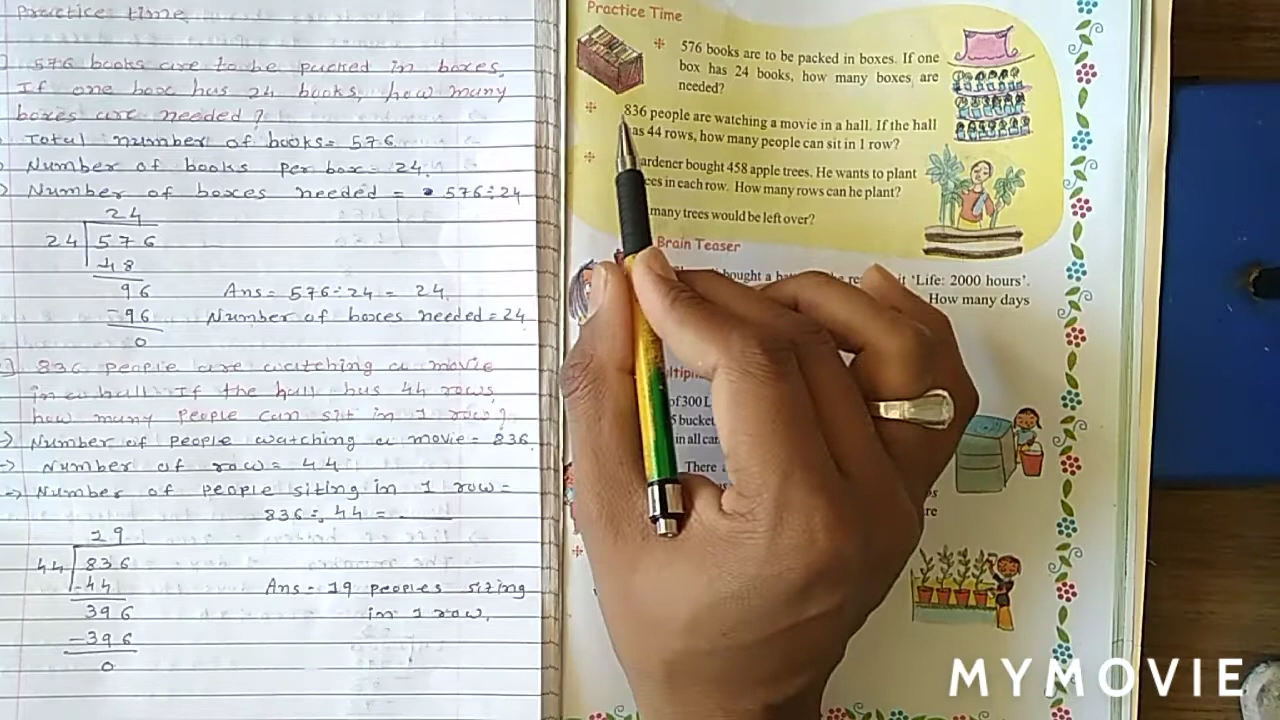 Practice time
576 books are to be packed in boxes.
If one box has 24 books, how many
boxes are needed?
Total number of books= 576
Number of books per box= 24.
Number of boxes needed = 576÷24
24
24 576
48
96 Ans= 576÷24 = 24.
-96 Number of boxes needed=24
0
836 people are watching a movie
in a hall. If the hall has 44 rows,
how many people can sit in 1 row?
Number of people watching a movie= 836
Number of row= 44
Number of people siting in 1 row=
836÷44 =
19
44 836
-44
396 Ans= 19 peoples siting
-396 in 1 row.
0
Practice Time
576 books are to be packed in boxes. If one
box has 24 books, how many boxes are
needed?
836 people are watching a movie in a hall. If the hall
as 44 rows, how many people can sit in 1 row?
ardener bought 458 apple trees. He wants to plant
in each row. How many rows can he plant?
many trees would be left over?
Brain Teaser
bought a
it 'Life: 2000 hours'.
How many days
of 300 L
bucket
in all
There
re
MYMOVIE